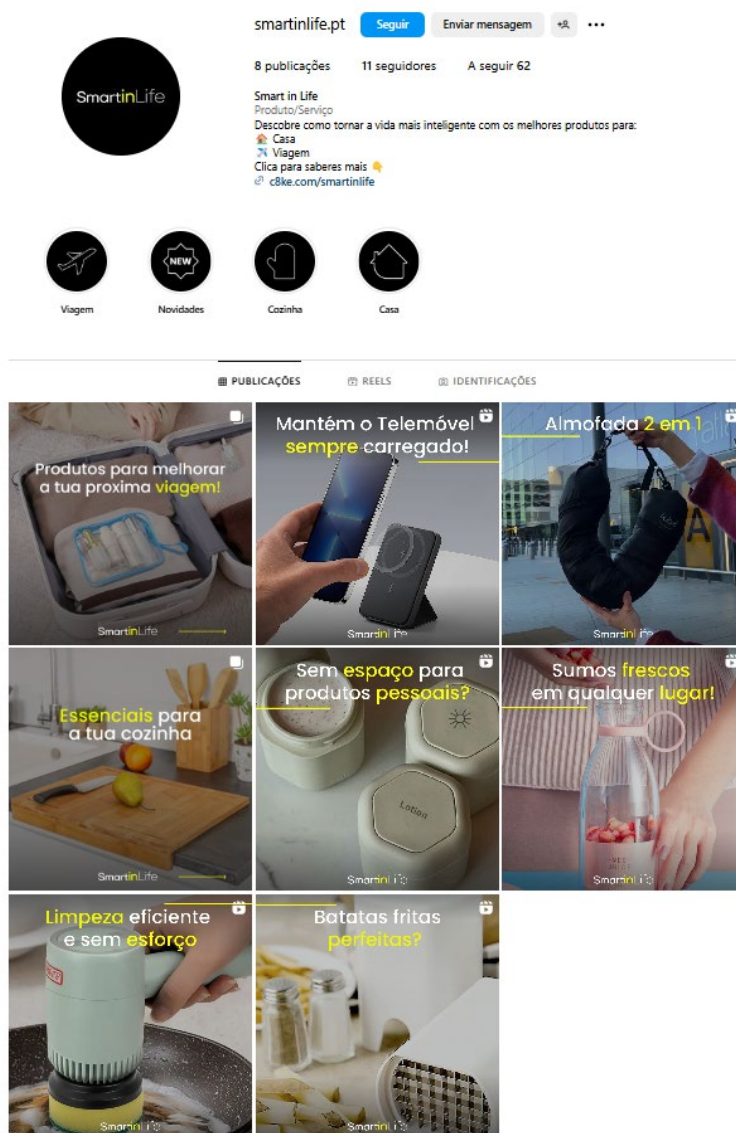 smartinlife.pt Seguir Enviar mensagem
8 publicações 11 seguidores A seguir 62
Smart in Life
Produto/Serviço
Descobre como tornar a vida mais inteligente com os melhores produtos para:
Casa
Viagem
Clica para saberes mais
c8ke.com/smartinlife
SmartinLife
NEW
Viagem Novidades Cozinha Casa
PUBLICAÇÕES REELS IDENTIFICAÇÕES
Produtos para melhorar
a tua proxima viagem!
SmartinLife
Mantém o Telemóvel
sempre carregado!
SmartinLife
Almofada 2 em 1
A
SmartinLife
Essenciais para
a tua cozinha
SmartinLife
Sem espaço para
produtos pessoais?
Lotion
SmartinLife
Sumos frescos
em qualquer lugar!
SmartinLife
Limpeza eficiente
e sem esforço
SmartinLife
Batatas fritas
perfeitas?
SmartinLife